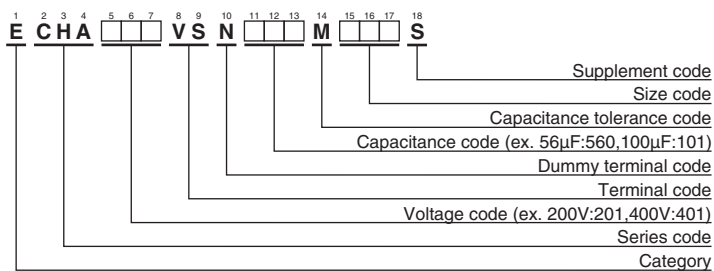 1 2 3 4 5 6 7 8 9 10 11 12 13 14 15 16 17 18
E CHA VS N M S
Supplement code
Size code
Capacitance tolerance code
Capacitance code (ex. 56μF:560,100μF:101)
Dummy terminal code
Terminal code
Voltage code (ex. 200V:201,400V:401)
Series code
Category